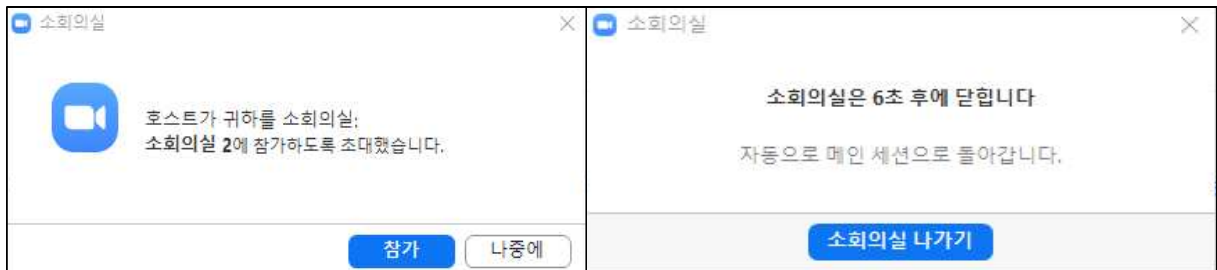 소회의실
호스트가 귀하를 소회의실:
소회의실 2에 참가하도록 초대했습니다.
참가
나중에
소회의실
소회의실은 6초 후에 닫힙니다
자동으로 메인 세션으로 돌아갑니다.
소회의실 나가기